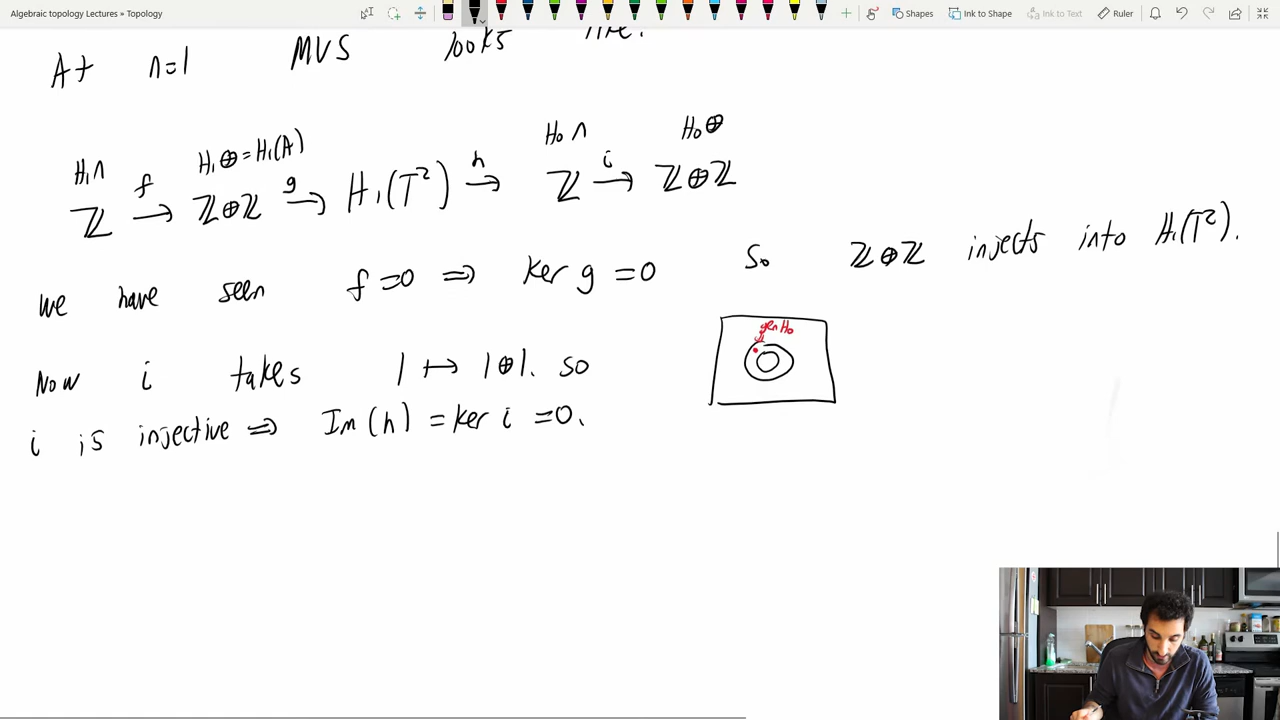 Algebraic topology Lectures » Topology
Shapes
Ink to Shape
Ink to Text
Ruler
At n=1 MVS looks like:
H₁∩ H₁⊕=H₁(A) H₀∩ H₀⊕
ℤ →f ℤ⊕ℤ →g H₁(T²) →h ℤ →i ℤ⊕ℤ
we have seen f=0 ⇒ ker g =0 So ℤ⊕ℤ injects into H₁(T²).
gen H₀
Now i takes 1 ↦ 1⊕1. so
i is injective ⇒ Im(h) = ker i =0.